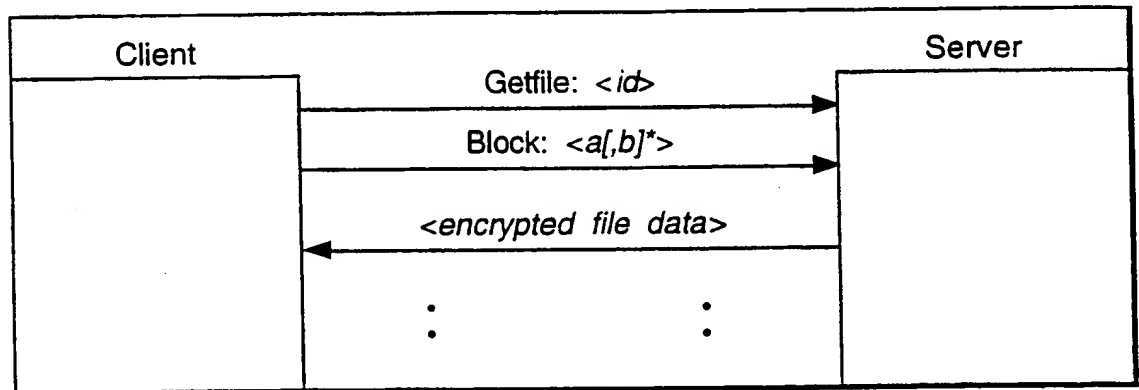 Client
Server
Getfile: <id>
Block: <a[,b]*>
<encrypted file data>